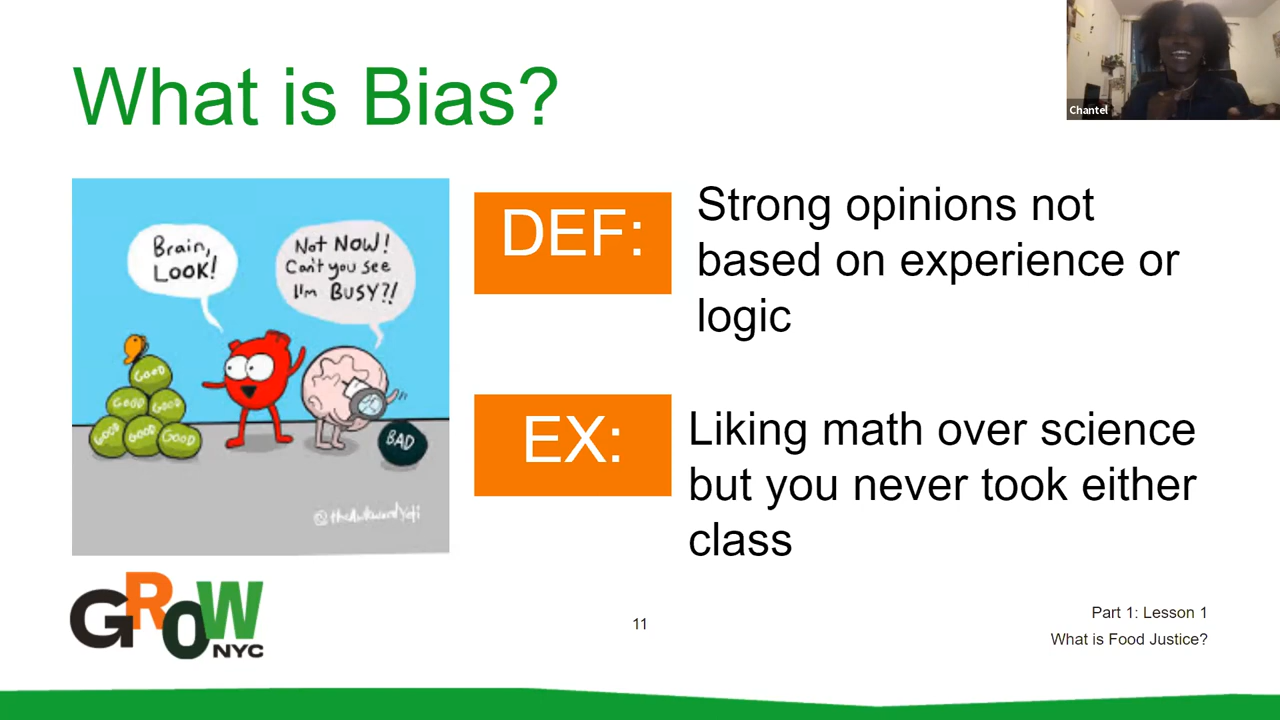 What is Bias?
Chantel
Brain,
LOOK!
Not NOW!
Can't you see
I'm BUSY?!
GOOD
GOOD GOOD
GOOD GOOD GOOD
BAD
@theAwkwardYeti
DEF:
Strong opinions not
based on experience or
logic
EX:
Liking math over science
but you never took either
class
GROW
NYC
11
Part 1: Lesson 1
What is Food Justice?